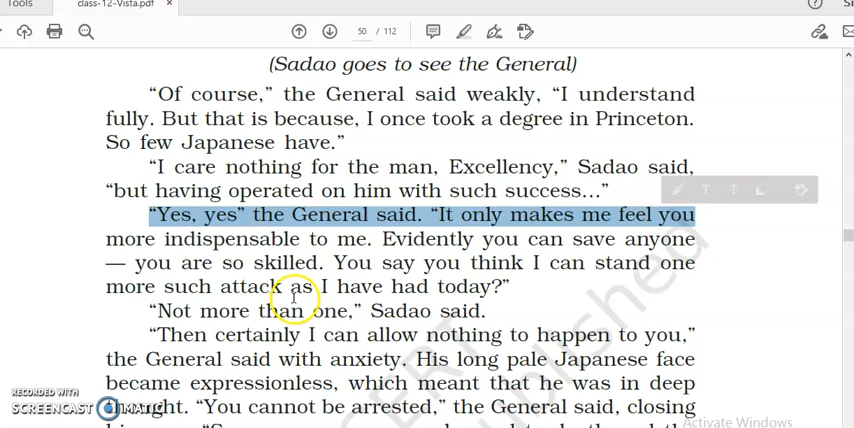 Tools
class-12-Vista.pdf ×
50 / 112
(Sadao goes to see the General)
“Of course,” the General said weakly, “I understand
fully. But that is because, I once took a degree in Princeton.
So few Japanese have.”
“I care nothing for the man, Excellency,” Sadao said,
“but having operated on him with such success...”
“Yes, yes” the General said. “It only makes me feel you
more indispensable to me. Evidently you can save anyone
— you are so skilled. You say you think I can stand one
more such attack as I have had today?”
“Not more than one,” Sadao said.
“Then certainly I can allow nothing to happen to you,”
the General said with anxiety. His long pale Japanese face
became expressionless, which meant that he was in deep
thought. “You cannot be arrested,” the General said, closing
RECORDED WITH
SCREENCAST MATIC
Activate Windows